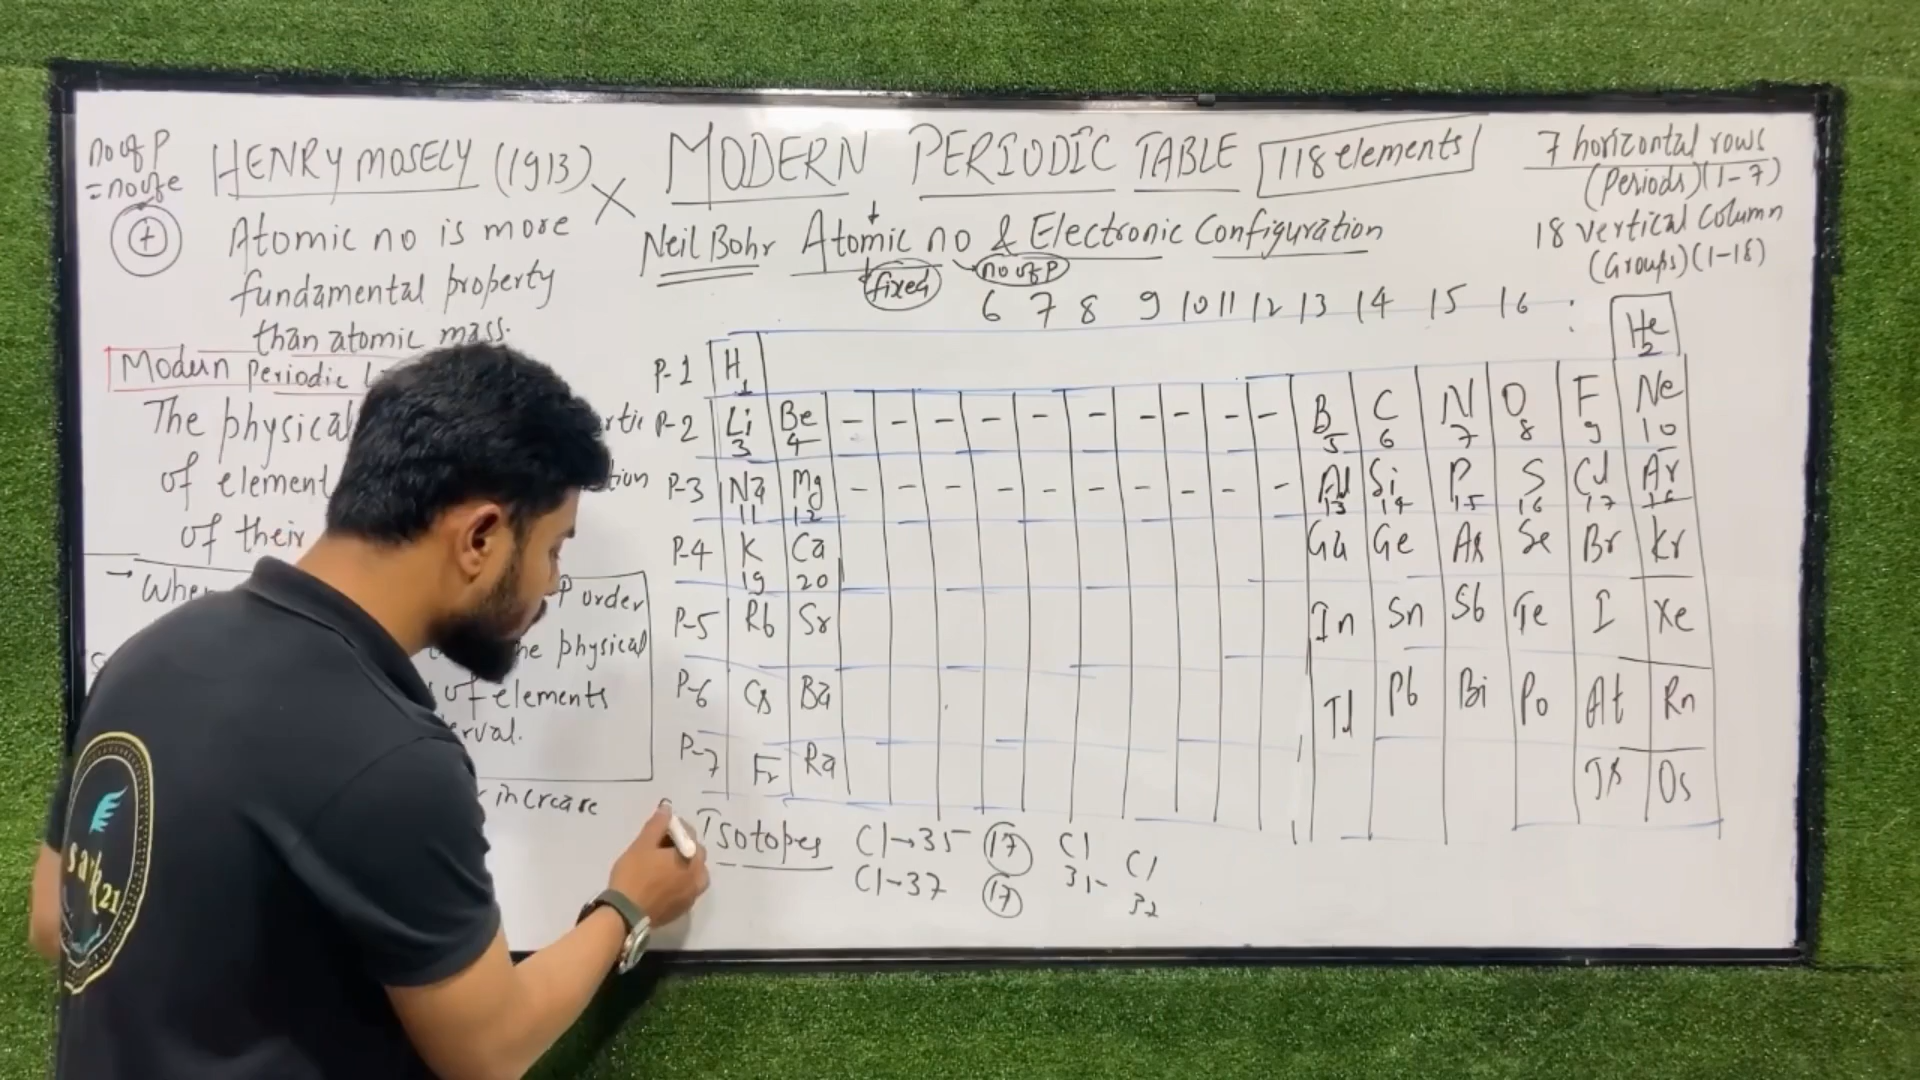 no of P
= no of e
+
HENRY MOSELY (1913)
Atomic no is more
fundamental property
than atomic mass.
Modern Periodic
The physical
of element
of their
→ Whe
P order
he physical
of elements
erval.
increase
MODERN PERIODIC TABLE 118 elements
Neil Bohr Atomic no & Electronic Configuration
fixed
no of P
7 horizontal rows
(Periods) (1-7)
18 vertical column
(Groups) (1-18)
6 7 8 9 10 11 12 13 14 15 16 :
P-1 H 1 He 2
P-2 Li 3 Be 4 - - - - - - - - - - B 5 C 6 N 7 O 8 F 9 Ne 10
P-3 Na 11 Mg 12 - - - - - - - - - - Al 13 Si 14 P 15 S 16 Cl 17 Ar 18
P-4 K 19 Ca 20 Ga Ge As Se Br Kr
P-5 Rb Sr In Sn Sb Te I Xe
P-6 Cs Ba Tl Pb Bi Po At Rn
P-7 Fr Ra Ts Os
Isotopes Cl→35 17 Cl 31 Cl 32
Cl-37 17
sark21